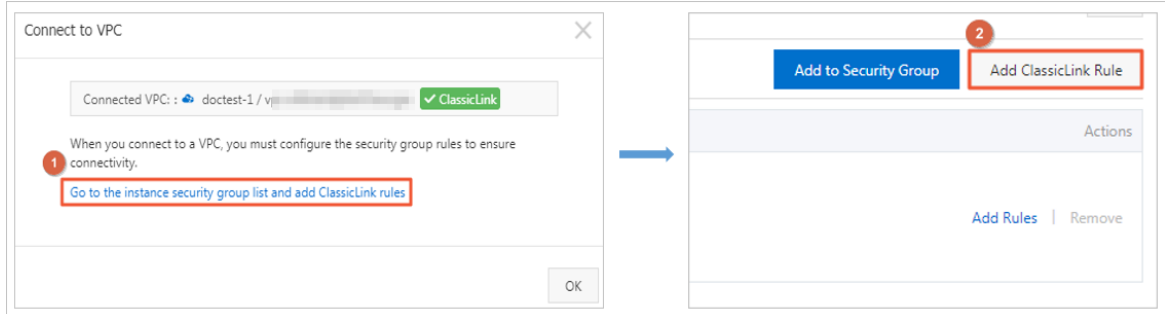 Connect to VPC
Connected VPC: : doctest-1 / ClassicLink
When you connect to a VPC, you must configure the security group rules to ensure
connectivity.
1
Go to the instance security group list and add ClassicLink rules
OK
2
Add to Security Group
Add ClassicLink Rule
Actions
Add Rules
Remove